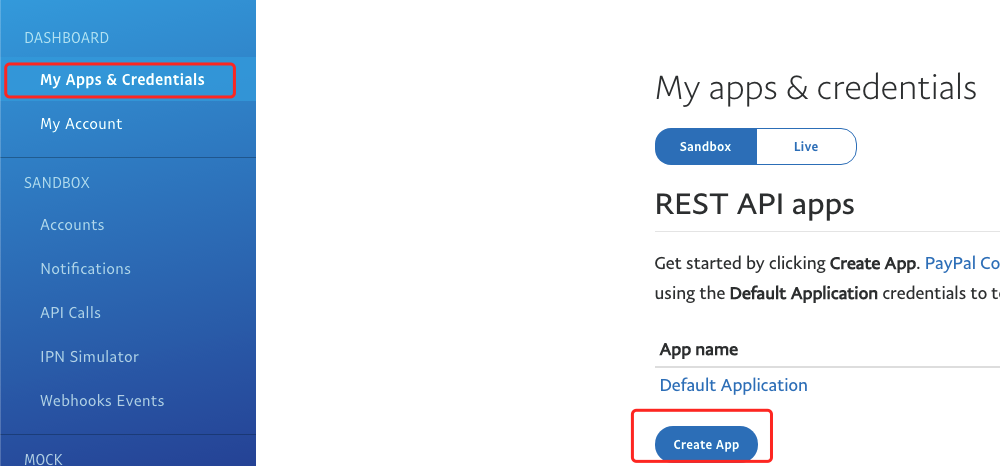 DASHBOARD
My Apps & Credentials
My Account
SANDBOX
Accounts
Notifications
API Calls
IPN Simulator
Webhooks Events
MOCK
My apps & credentials
Sandbox Live
REST API apps
Get started by clicking Create App. PayPal Co
using the Default Application credentials to t
App name
Default Application
Create App